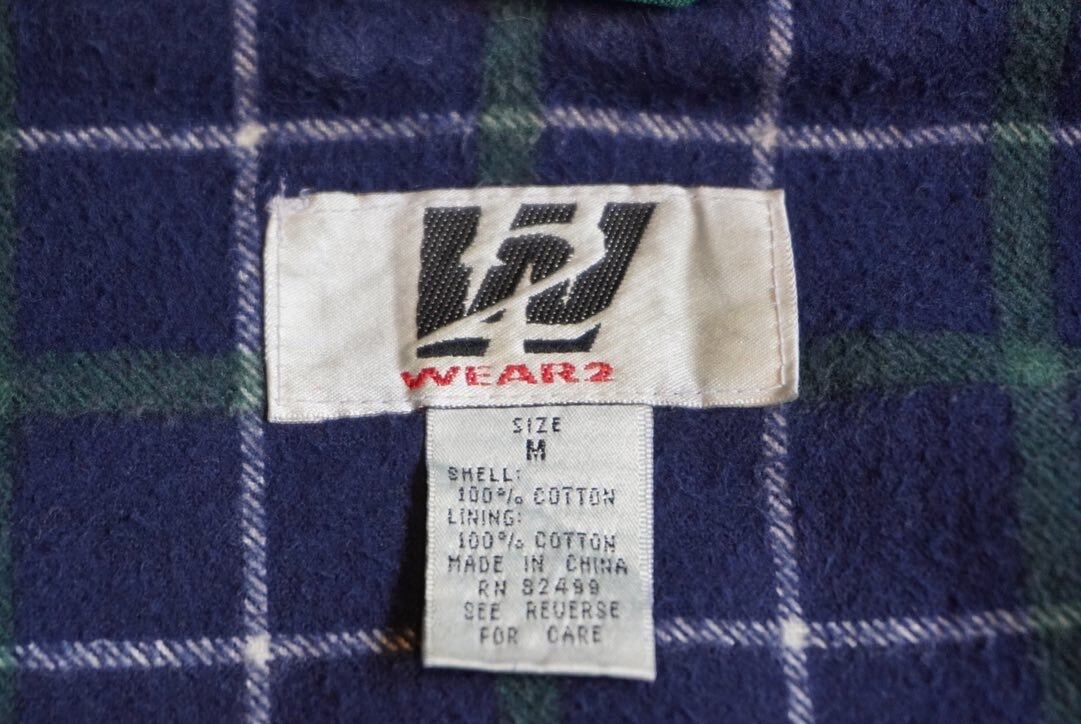 WEAR2
SIZE
M
SHELL:
100% COTTON
LINING:
100% COTTON
MADE IN CHINA
RN 82499
SEE REVERSE
FOR CARE